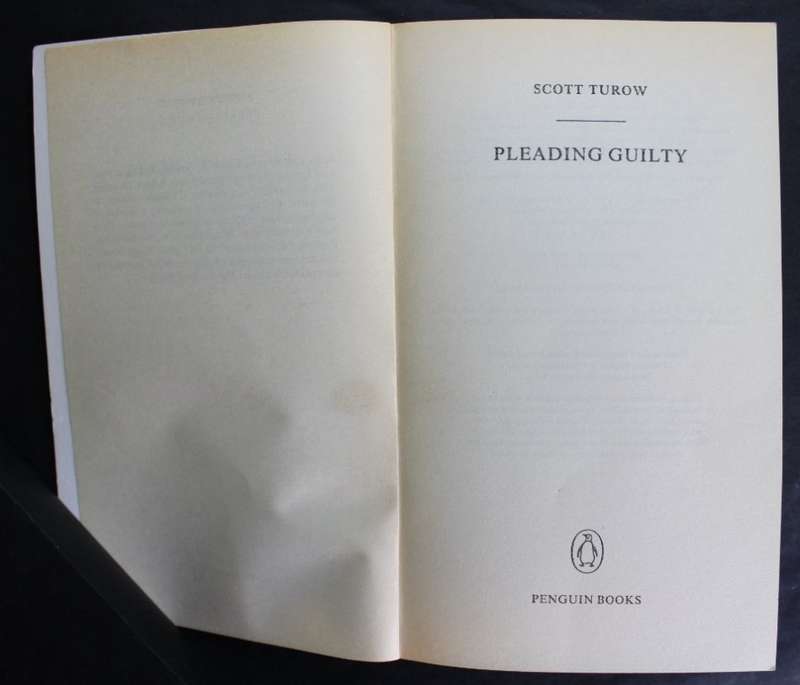 SCOTT TUROW
PLEADING GUILTY
PENGUIN BOOKS